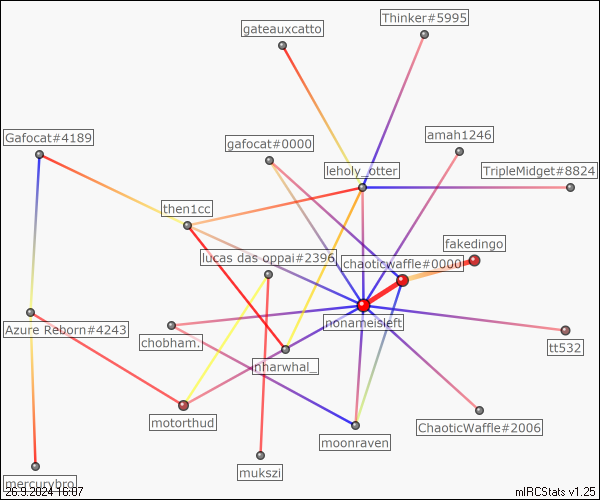 Thinker#5995
gateauxcatto
Gafocat#4189
gafocat#0000
amah1246
leholy_otter
TripleMidget#8824
then1cc
fakedingo
lucas das oppai#2396
chaoticwaffle#0000
nonameisleft
Azure Reborn#4243
chobham.
tt532
nharwhal_
motorthud
ChaoticWaffle#2006
moonraven
mukszi
mercurybro_
26.9.2024 16:07
mIRCStats v1.25